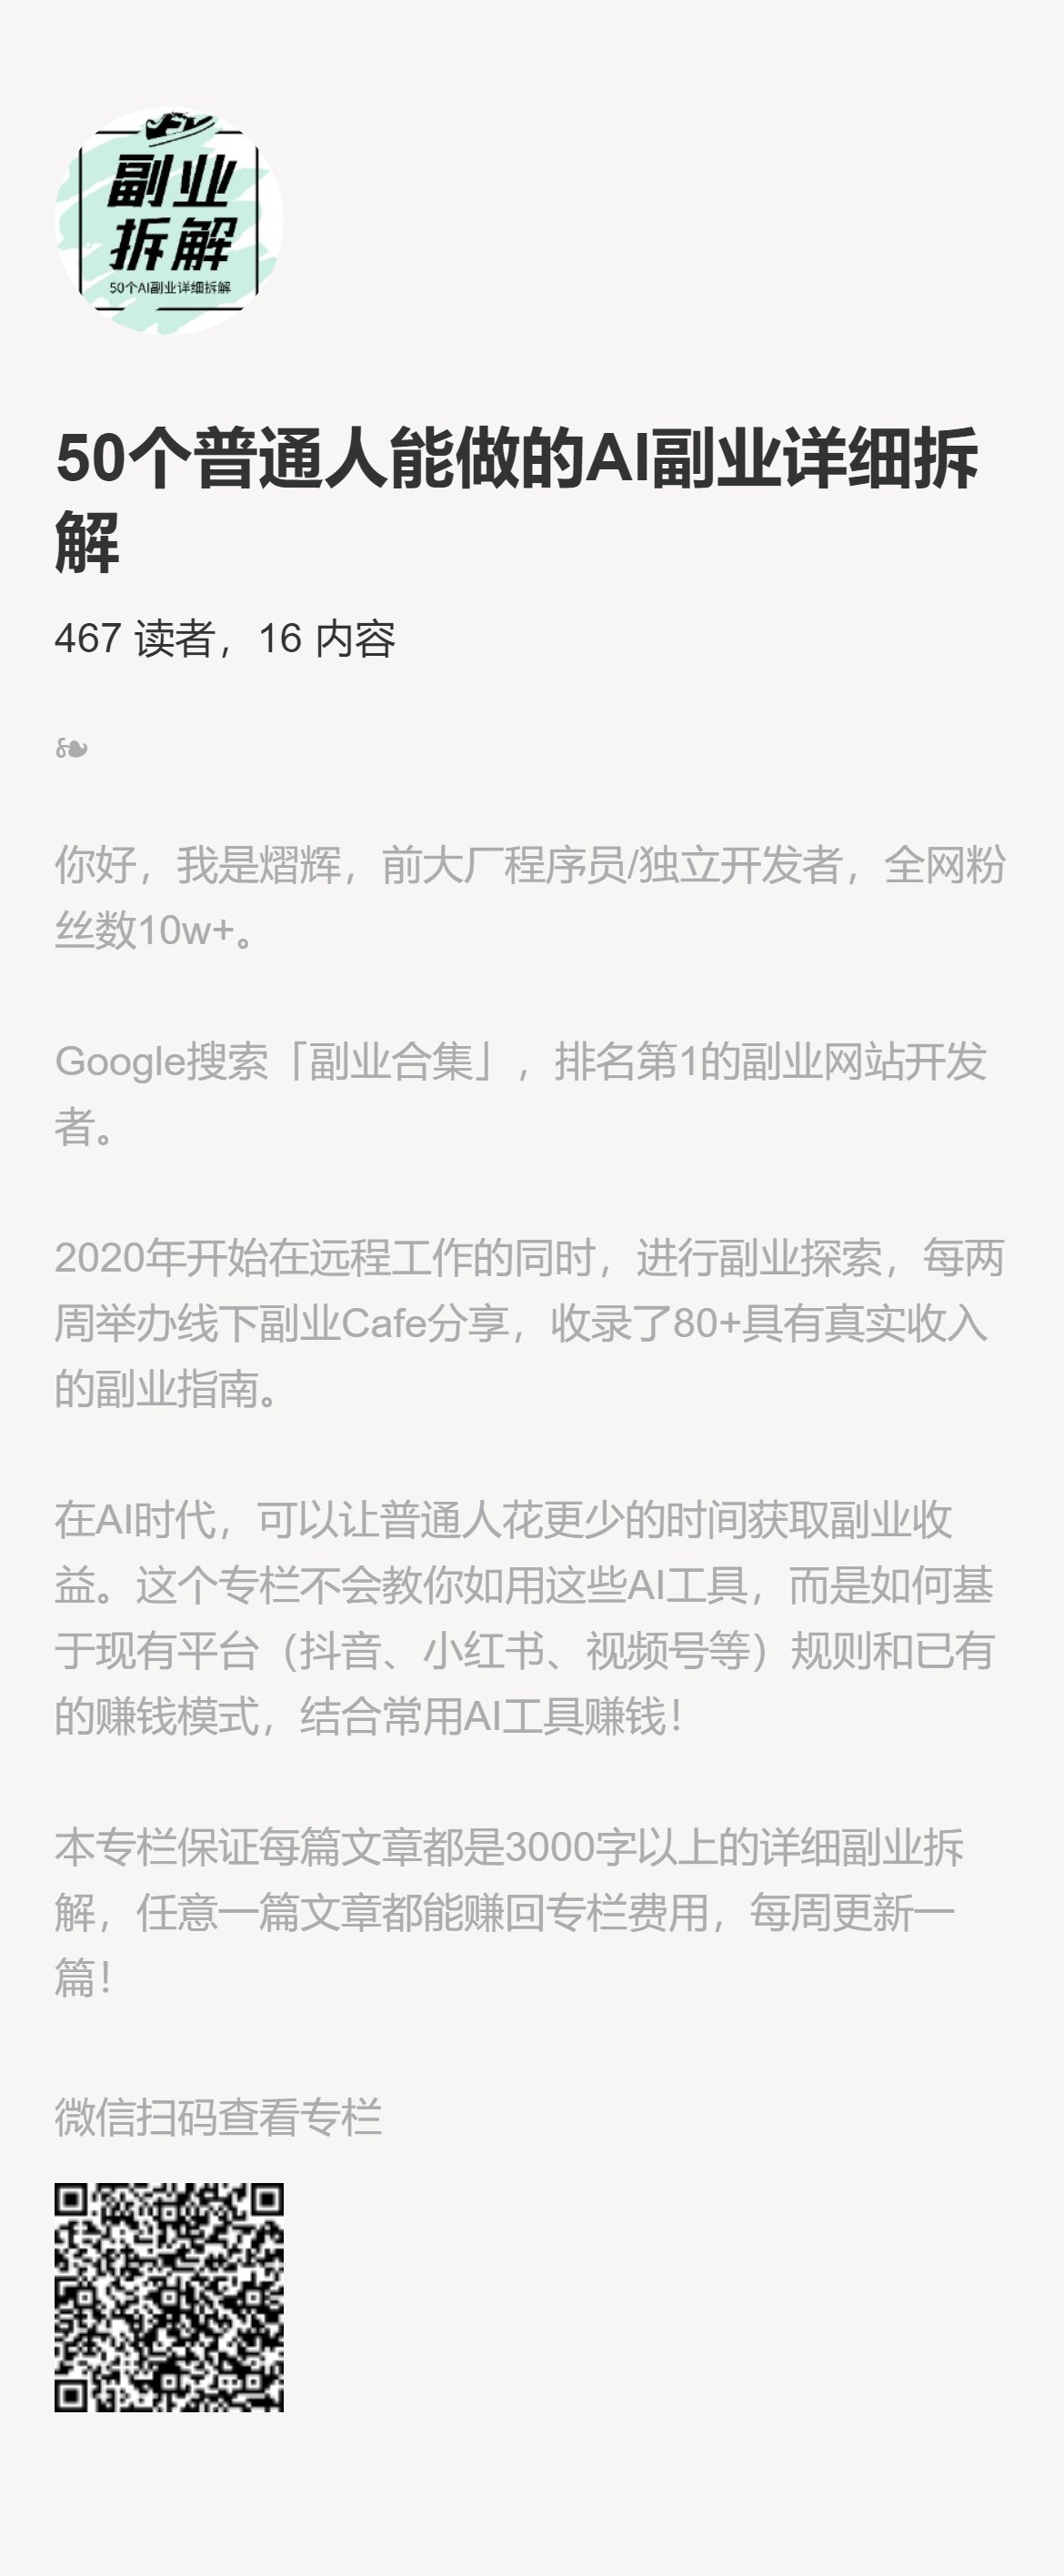 副业
拆解
50个AI副业详细拆解
50个普通人能做的AI副业详细拆
解
467 读者，16 内容
❧
你好，我是熠辉，前大厂程序员/独立开发者，全网粉
丝数10w+。
Google搜索「副业合集」，排名第1的副业网站开发
者。
2020年开始在远程工作的同时，进行副业探索，每两
周举办线下副业Cafe分享，收录了80+具有真实收入
的副业指南。
在AI时代，可以让普通人花更少的时间获取副业收
益。这个专栏不会教你如用这些AI工具，而是如何基
于现有平台（抖音、小红书、视频号等）规则和已有
的赚钱模式，结合常用AI工具赚钱！
本专栏保证每篇文章都是3000字以上的详细副业拆
解，任意一篇文章都能赚回专栏费用，每周更新一
篇！
微信扫码查看专栏